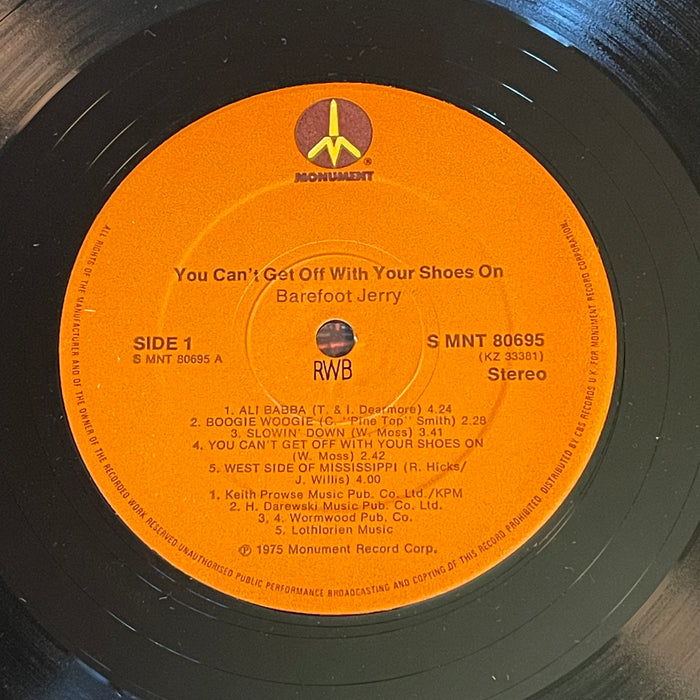 MONUMENT®
You Can't Get Off With Your Shoes On
Barefoot Jerry
SIDE 1
S MNT 80695 A
RWB
S MNT 80695
(KZ 33381)
Stereo
1. ALI BABBA (T. & I. Dearmore) 4.24
2. BOOGIE WOOGIE (C. "Pine Top" Smith) 2.28
3. SLOWIN' DOWN (W. Moss) 3.41
4. YOU CAN'T GET OFF WITH YOUR SHOES ON
(W. Moss) 2.42
5. WEST SIDE OF MISSISSIPPI (R. Hicks/
J. Willis) 4.00
1. Keith Prowse Music Pub. Co. Ltd./KPM
2. H. Darewski Music Pub. Co. Ltd.
3, 4. Wormwood Pub. Co.
5. Lothlorien Music
℗ 1975 Monument Record Corp.
ALL RIGHTS OF THE MANUFACTURER AND OF THE OWNER OF THE RECORDED WORK RESERVED UNAUTHORISED PUBLIC PERFORMANCE BROADCASTING AND COPYING OF THIS RECORD PROHIBITED. DISTRIBUTED BY CBS RECORDS U.K. FOR MONUMENT RECORD CORPORATION.